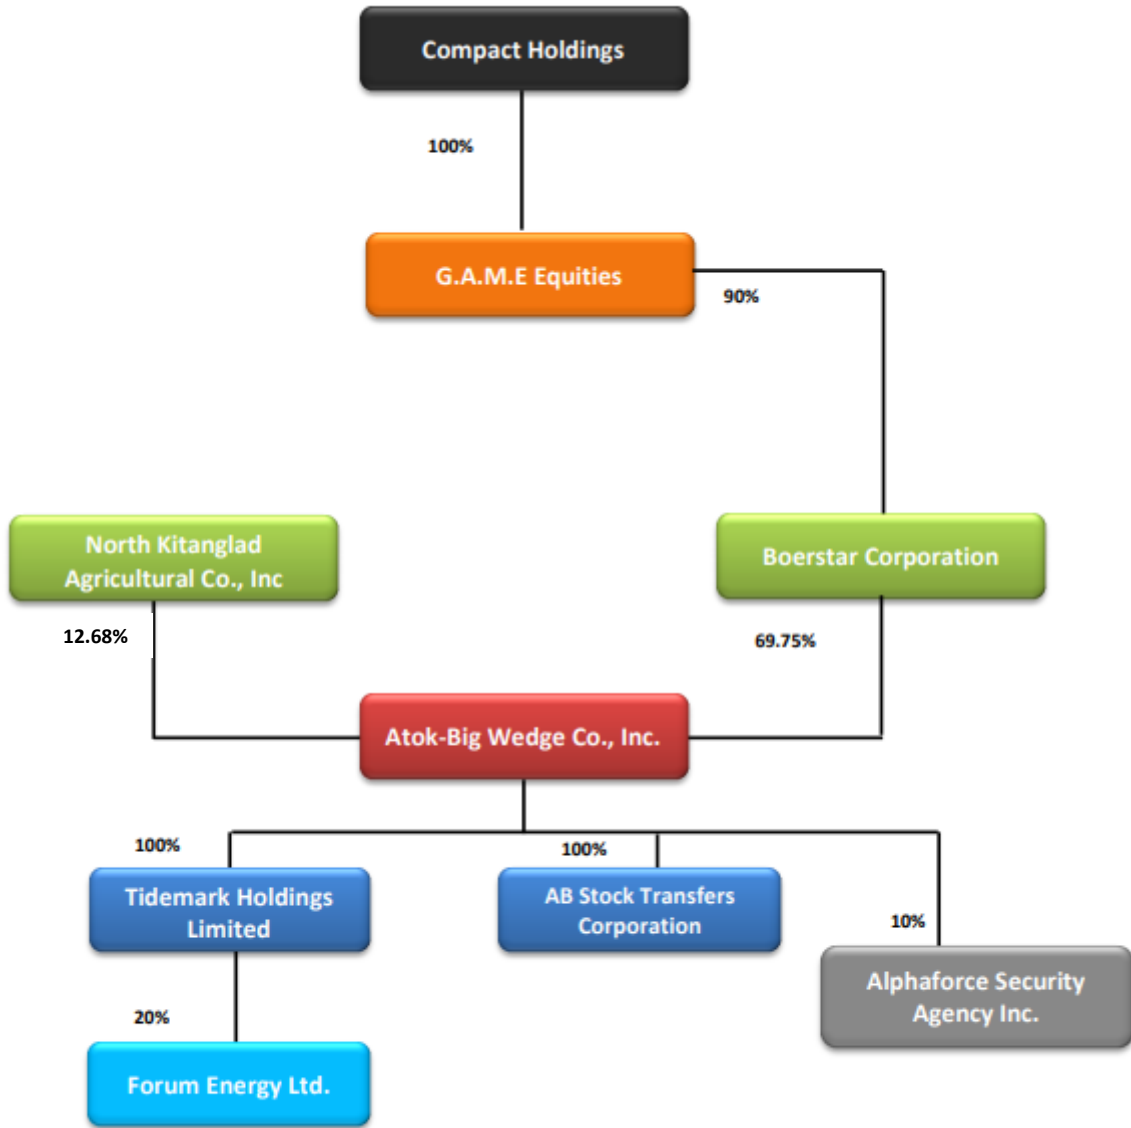 Compact Holdings
100%
G.A.M.E Equities
90%
North Kitanglad
Agricultural Co., Inc
Boerstar Corporation
12.68%
69.75%
Atok-Big Wedge Co., Inc.
100%
100%
Tidemark Holdings
Limited
AB Stock Transfers
Corporation
10%
Alphaforce Security
Agency Inc.
20%
Forum Energy Ltd.